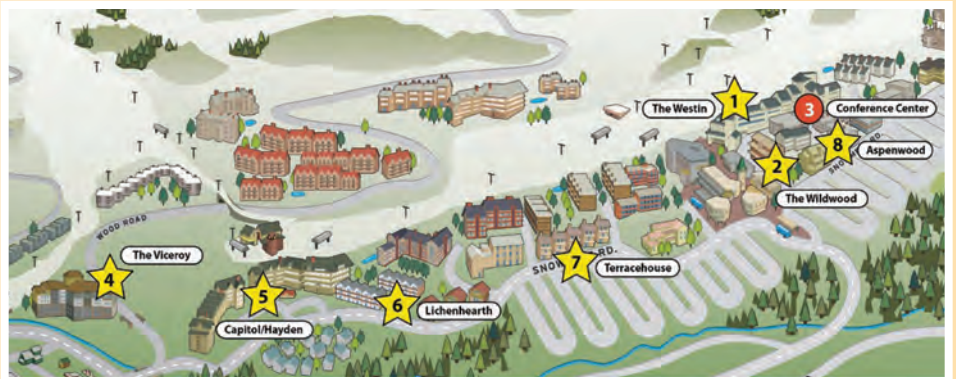 The Westin
1
3
Conference Center
8
Aspenwood
2
The Wildwood
WOOD ROAD
The Viceroy
4
5
Capitol/Hayden
6
Lichenhearth
7
Terracehouse
RD.